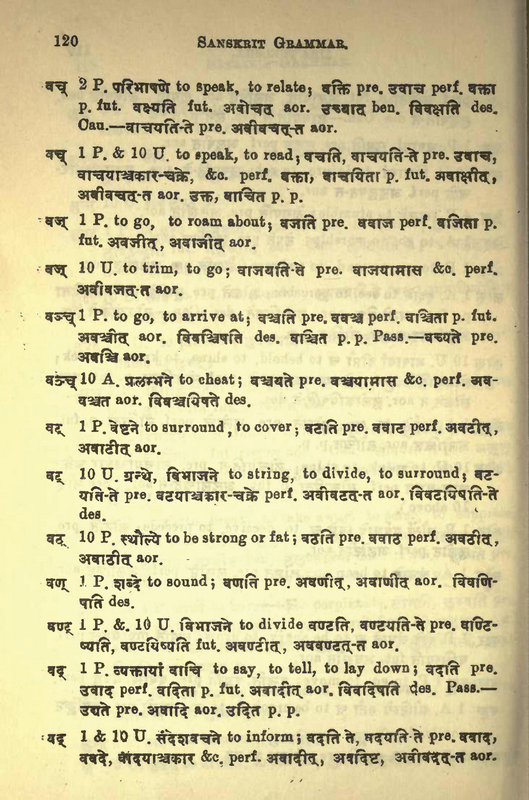 120 SANSKRIT GRAMMAR.
वच् 2 P. परिभाषणे to speak, to relate; वक्ति pre. उवाच perf. वक्ता
p. fut. वक्ष्यति fut. अवोचत् aor. उच्यात् ben. विवक्षति des.
Cau.—वाचयति-ते pre. अवीवचत्-त aor.
वच् 1 P. & 10 U. to speak, to read; वचति, वाचयति-ते pre. उवाच,
वाचयाञ्चकार-चक्रे, &c. perf. वक्ता, वाचयिता p. fut. अवाक्षीत्,
अवीवचत्-त aor. उक्त, वाचित p. p.
वज् 1 P. to go, to roam about; वजति pre. ववाज perf. वजिता p.
fut. अवजीत्, अवाजीत् aor.
वज् 10 U. to trim, to go; वाजयति-ते pre. वाजयामास &c. perf.
अवीवजत्-त aor.
वञ्च् 1 P. to go, to arrive at; वञ्चति pre. ववञ्च perf. वञ्चिता p. fut.
अवञ्चीत् aor. विवञ्चिषति des. वञ्चित p. p. Pass.—वच्यते pre.
अवञ्चि aor.
वञ्च् 10 A. प्रलम्भने to cheat; वञ्चयते pre. वञ्चयामास &c. perf. अव-
वञ्चत aor. विवञ्चयिषते des.
वट् 1 P. वेष्टने to surround, to cover; वटति pre. ववाट perf. अवटीत्,
अवाटीत् aor.
वट् 10 U. ग्रन्थे, विभाजने to string, to divide, to surround; वट-
यति-ते pre. वटयाञ्चकार-चक्रे perf. अवीवटत्-त aor. विवटयिषति-ते
des.
वठ् 10 P. स्थौल्ये to be strong or fat; वठति pre. ववाठ perf. अवठीत्,
अवाठीत् aor.
वण् 1 P. शब्दे to sound; वणति pre. अवणीत्, अवाणीत् aor. विवणि-
षति des.
वण्ट् 1 P. & 10 U. विभाजने to divide वण्टति, वण्टयति-ते pre. वण्टि-
ष्यति, वण्टयिष्यति fut. अवण्टीत्, अववण्टत्-त aor.
वद् 1 P. व्यक्तायां वाचि to say, to tell, to lay down; वदति pre.
उवाद perf. वदिता p. fut. अवादीत् aor. विवदिषति des. Pass.—
उद्यते pre. अवादि aor. उदित p. p.
वद् 1 & 10 U. संदेशवचने to inform; वदति ते, वादयति-ते pre. ववाद,
ववदे, वादयाञ्चकार &c. perf. अवादीत्, अवदिष्ट, अवीवदत्-त aor.